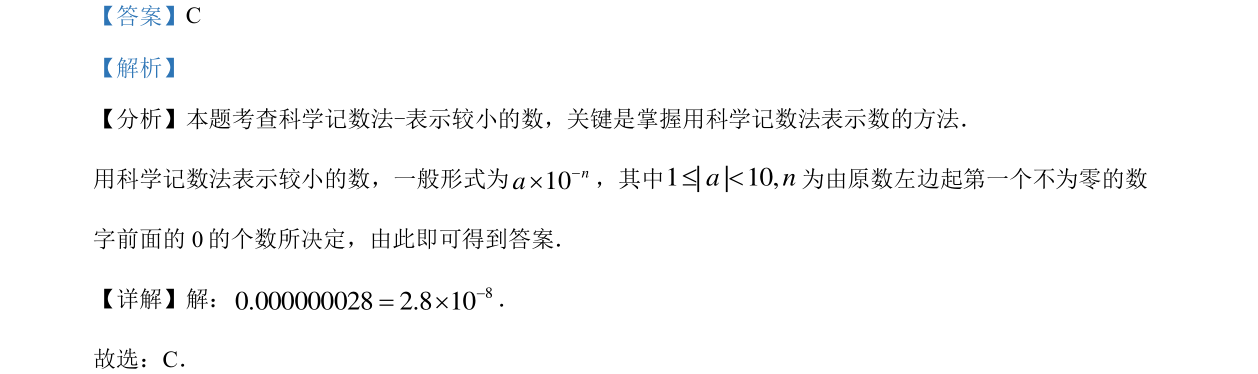 【答案】C
【解析】
【分析】本题考查科学记数法-表示较小的数，关键是掌握用科学记数法表示数的方法．
用科学记数法表示较小的数，一般形式为 a×10⁻ⁿ ，其中1≤|a|<10,n 为由原数左边起第一个不为零的数
字前面的 0 的个数所决定，由此即可得到答案．
【详解】解：0.000000028=2.8×10⁻⁸．
故选：C．